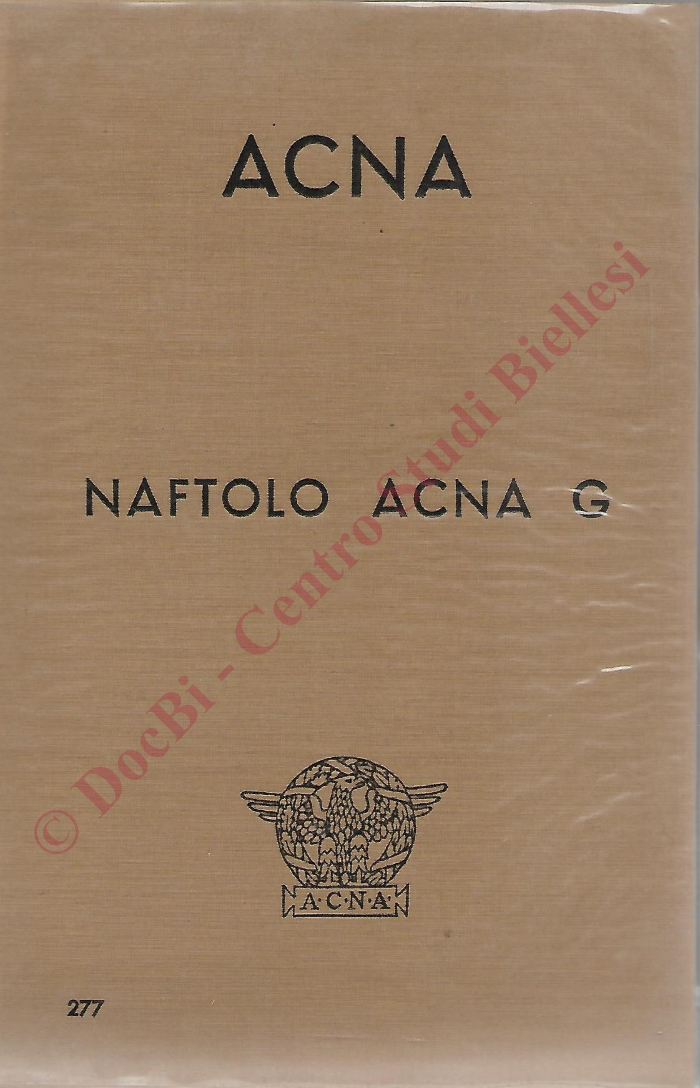 ACNA
NAFTOLO ACNA G
© DocBi - Centro Studi Biellesi
A·C·N·A·
277